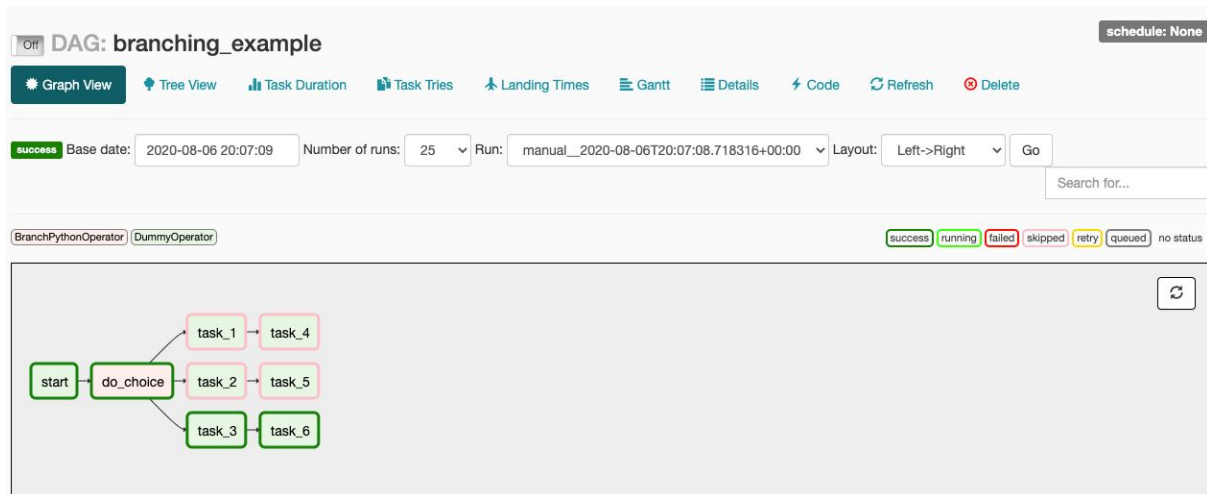 schedule: None
Off DAG: branching_example
Graph View Tree View Task Duration Task Tries Landing Times Gantt Details Code Refresh Delete
success Base date: 2020-08-06 20:07:09 Number of runs: 25 Run: manual__2020-08-06T20:07:08.718316+00:00 Layout: Left->Right Go
Search for...
BranchPythonOperator DummyOperator success running failed skipped retry queued no status
task_1 task_4
start do_choice task_2 task_5
task_3 task_6